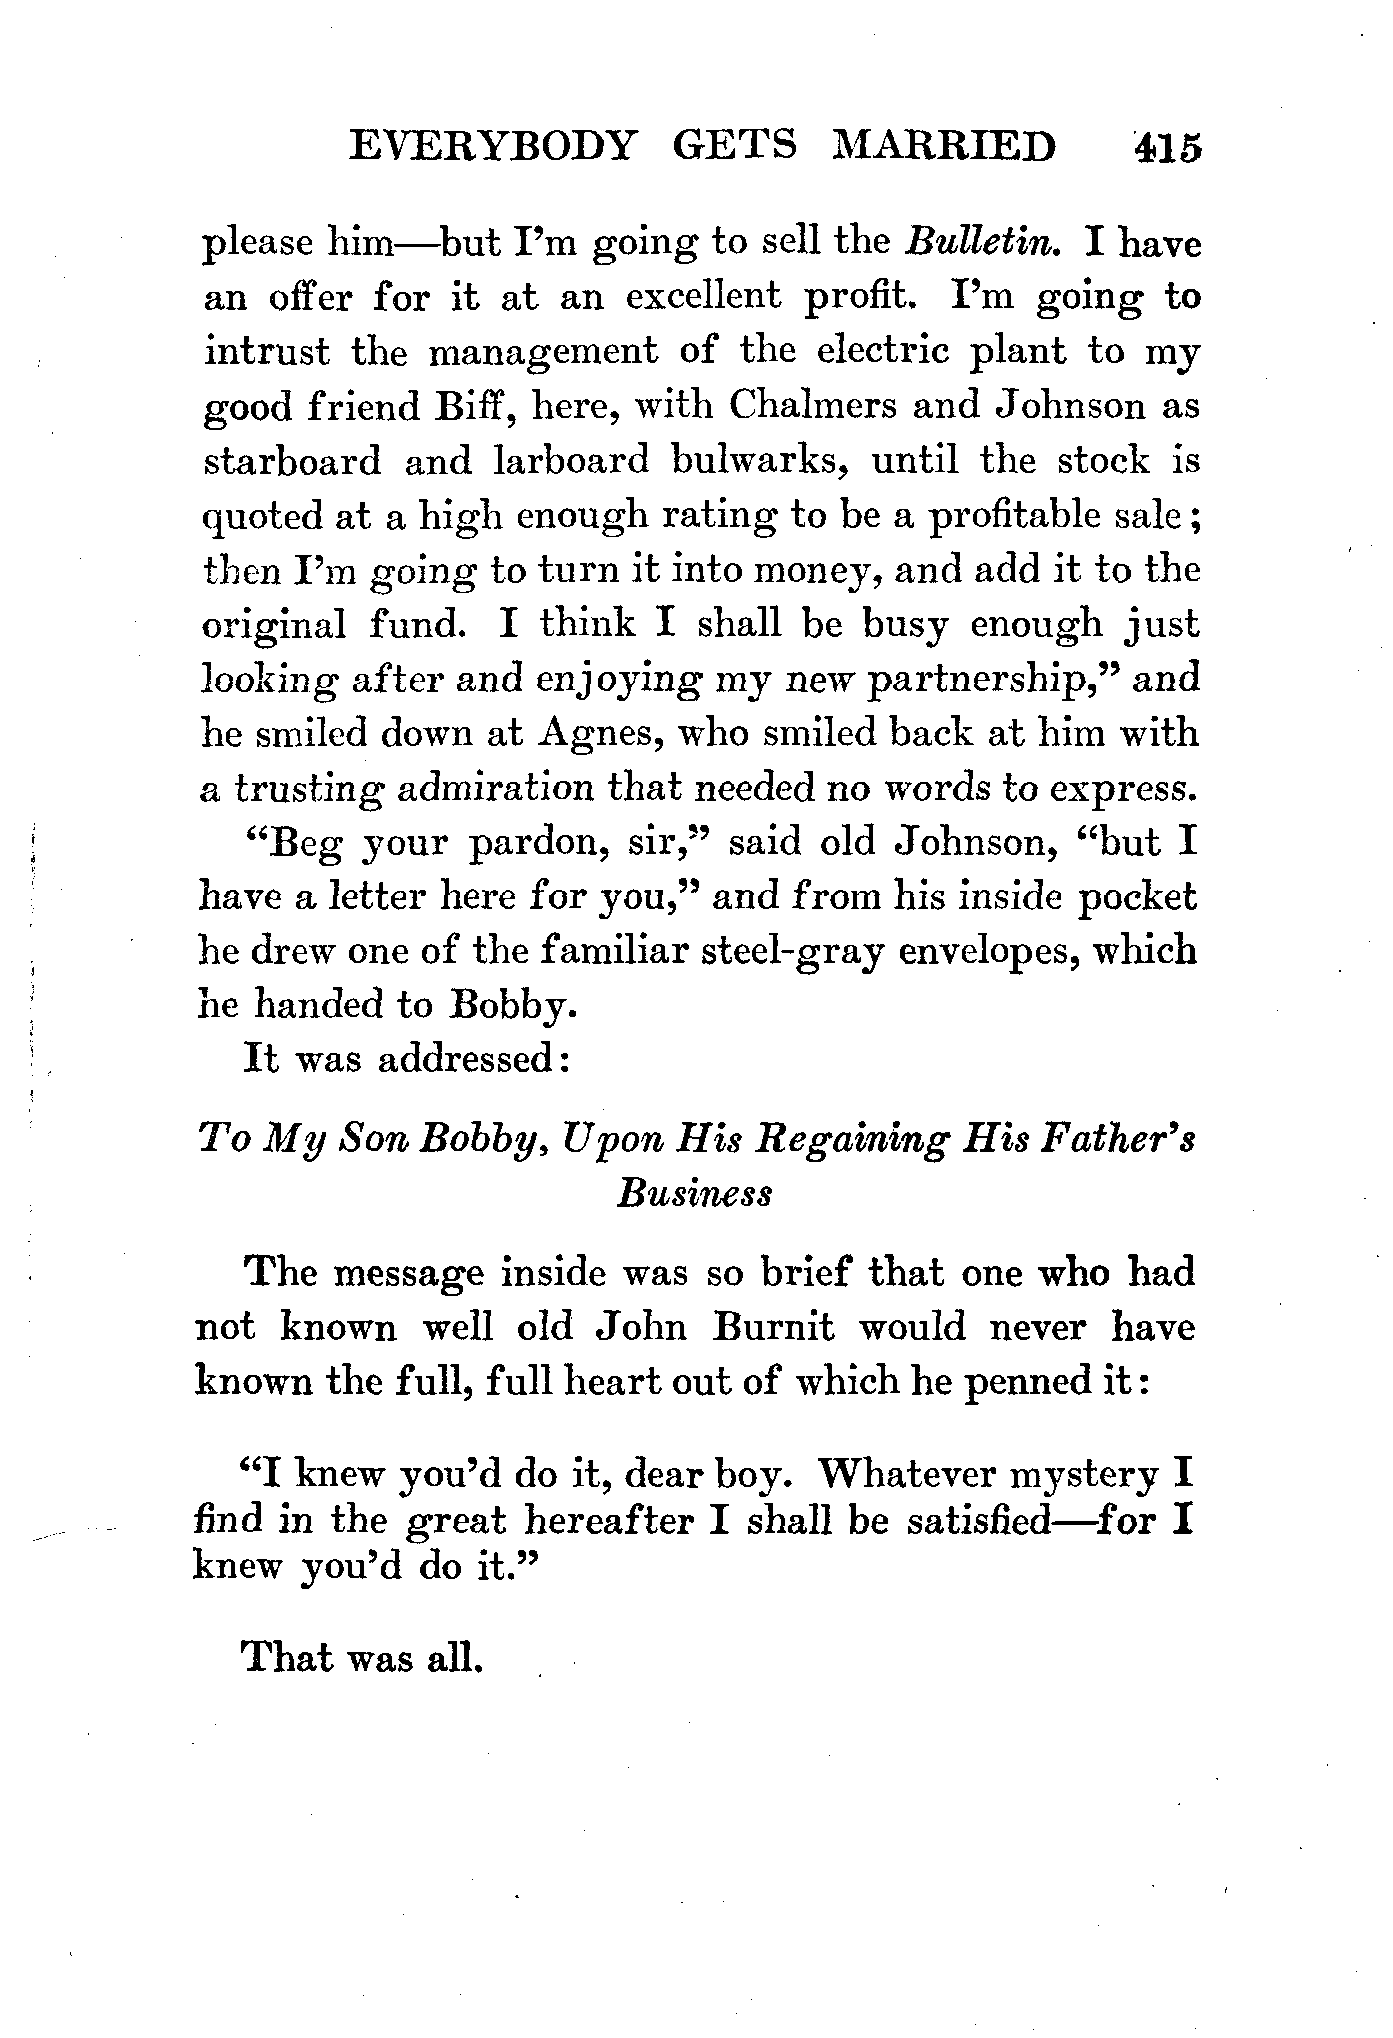 EVERYBODY GETS MARRIED 415
please him—but I'm going to sell the Bulletin. I have
an offer for it at an excellent profit. I'm going to
intrust the management of the electric plant to my
good friend Biff, here, with Chalmers and Johnson as
starboard and larboard bulwarks, until the stock is
quoted at a high enough rating to be a profitable sale;
then I'm going to turn it into money, and add it to the
original fund. I think I shall be busy enough just
looking after and enjoying my new partnership," and
he smiled down at Agnes, who smiled back at him with
a trusting admiration that needed no words to express.
"Beg your pardon, sir," said old Johnson, "but I
have a letter here for you," and from his inside pocket
he drew one of the familiar steel-gray envelopes, which
he handed to Bobby.
It was addressed:
To My Son Bobby, Upon His Regaining His Father's
Business
The message inside was so brief that one who had
not known well old John Burnit would never have
known the full, full heart out of which he penned it:
"I knew you'd do it, dear boy. Whatever mystery I
find in the great hereafter I shall be satisfied—for I
knew you'd do it."
That was all.